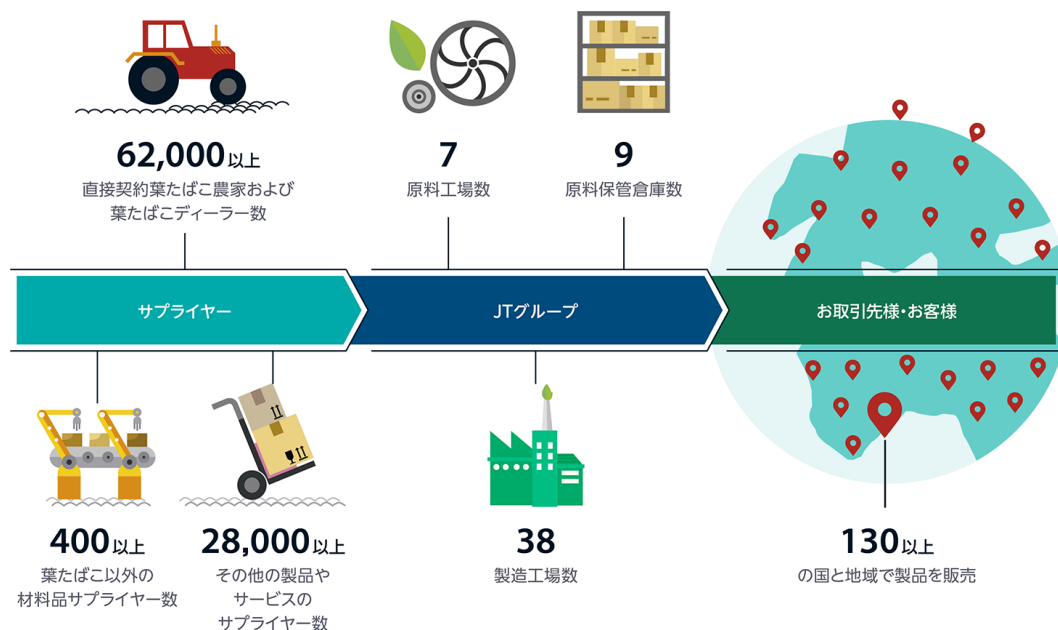 62,000以上
直接契約葉たばこ農家および
葉たばこディーラー数
7
原料工場数
9
原料保管倉庫数
サプライヤー
JTグループ
お取引先様・お客様
400以上
葉たばこ以外の
材料品サプライヤー数
28,000以上
その他の製品や
サービスの
サプライヤー数
38
製造工場数
130以上
の国と地域で製品を販売